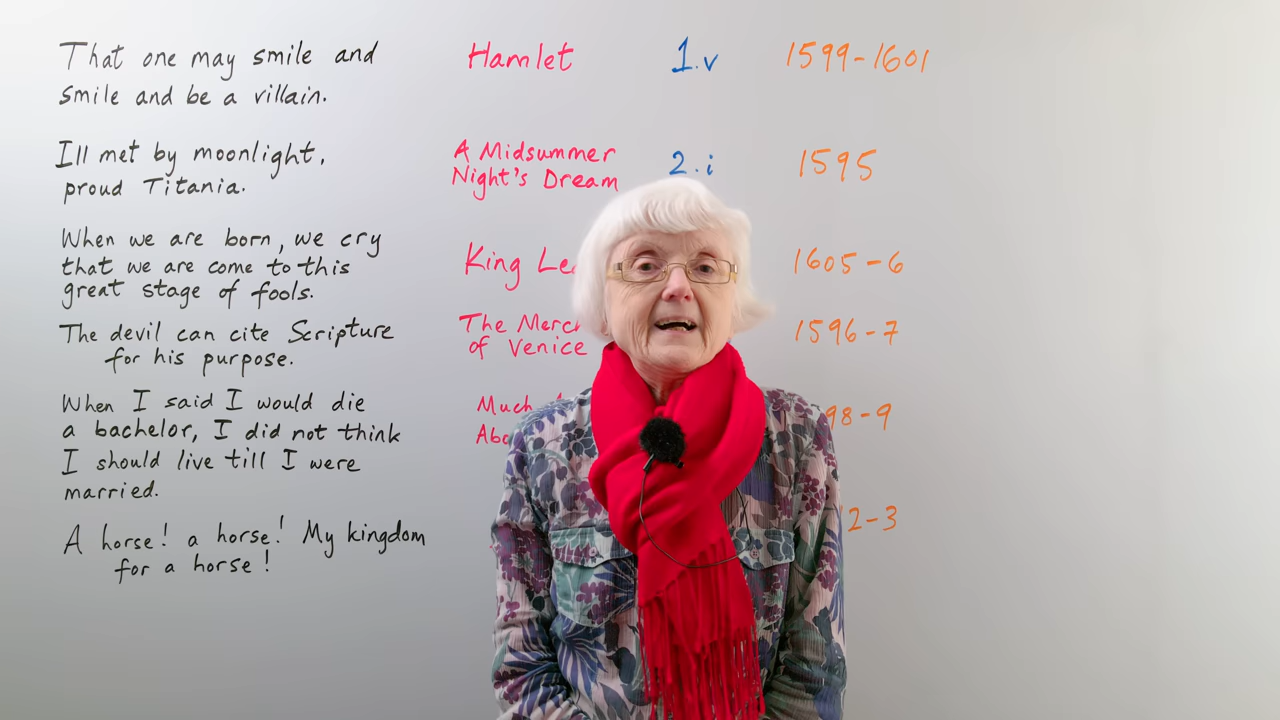 That one may smile and
smile and be a villain.
Hamlet
1.v
1599-1601
Ill met by moonlight,
proud Titania.
A Midsummer
Night's Dream
2.i
1595
When we are born, we cry
that we are come to this
great stage of fools.
King
1605-6
The devil can cite Scripture
for his purpose.
The
of Venice
1596-7
When I said I would die
a bachelor, I did not think
I should live till I were
married.
Much
98-9
A horse! a horse! My kingdom
for a horse!
2-3